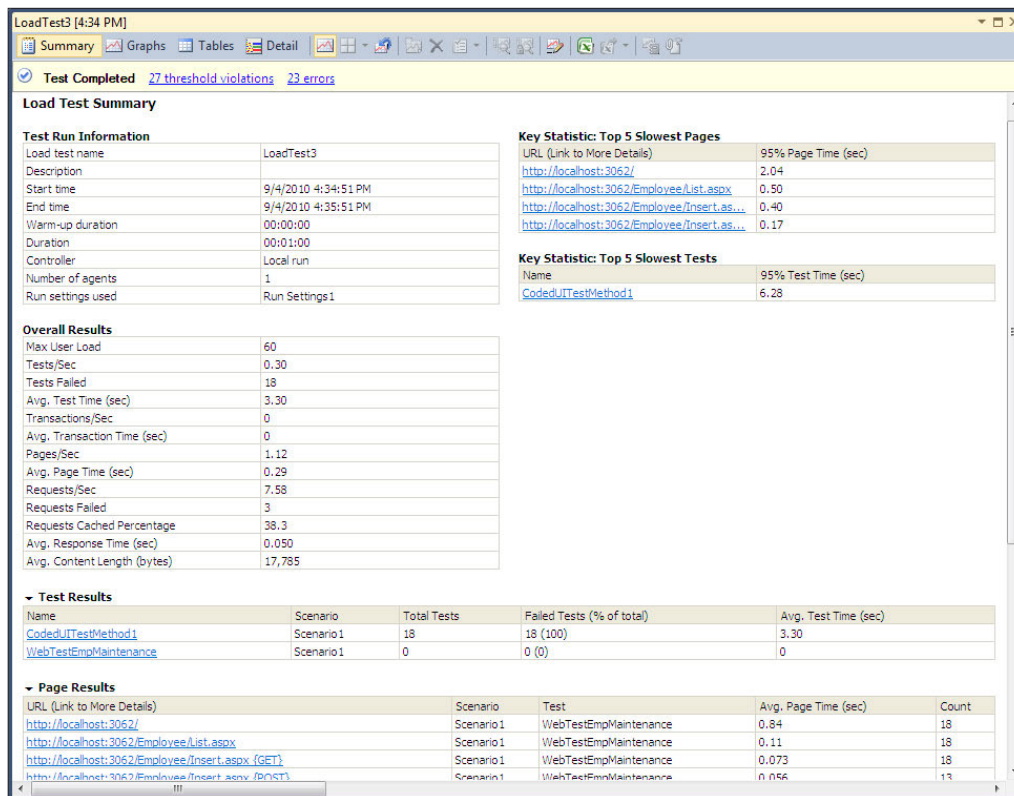 LoadTest3 [4:34 PM]
Summary Graphs Tables Detail
Test Completed 27 threshold violations 23 errors
Load Test Summary
Test Run Information
Load test name LoadTest3
Description
Start time 9/4/2010 4:34:51 PM
End time 9/4/2010 4:35:51 PM
Warm-up duration 00:00:00
Duration 00:01:00
Controller Local run
Number of agents 1
Run settings used Run Settings1
Key Statistic: Top 5 Slowest Pages
URL (Link to More Details) 95% Page Time (sec)
http://localhost:3062/ 2.04
http://localhost:3062/Employee/List.aspx 0.50
http://localhost:3062/Employee/Insert.as... 0.40
http://localhost:3062/Employee/Insert.as... 0.17
Key Statistic: Top 5 Slowest Tests
Name 95% Test Time (sec)
CodedUITestMethod1 6.28
Overall Results
Max User Load 60
Tests/Sec 0.30
Tests Failed 18
Avg. Test Time (sec) 3.30
Transactions/Sec 0
Avg. Transaction Time (sec) 0
Pages/Sec 1.12
Avg. Page Time (sec) 0.29
Requests/Sec 7.58
Requests Failed 3
Requests Cached Percentage 38.3
Avg. Response Time (sec) 0.050
Avg. Content Length (bytes) 17,785
Test Results
Name Scenario Total Tests Failed Tests (% of total) Avg. Test Time (sec)
CodedUITestMethod1 Scenario1 18 18 (100) 3.30
WebTestEmpMaintenance Scenario1 0 0 (0) 0
Page Results
URL (Link to More Details) Scenario Test Avg. Page Time (sec) Count
http://localhost:3062/ Scenario1 WebTestEmpMaintenance 0.84 18
http://localhost:3062/Employee/List.aspx Scenario1 WebTestEmpMaintenance 0.11 18
http://localhost:3062/Employee/Insert.aspx {GET} Scenario1 WebTestEmpMaintenance 0.073 18
http://localhost:3062/Employee/Insert.aspx {POST} Scenario1 WebTestEmpMaintenance 0.056 13